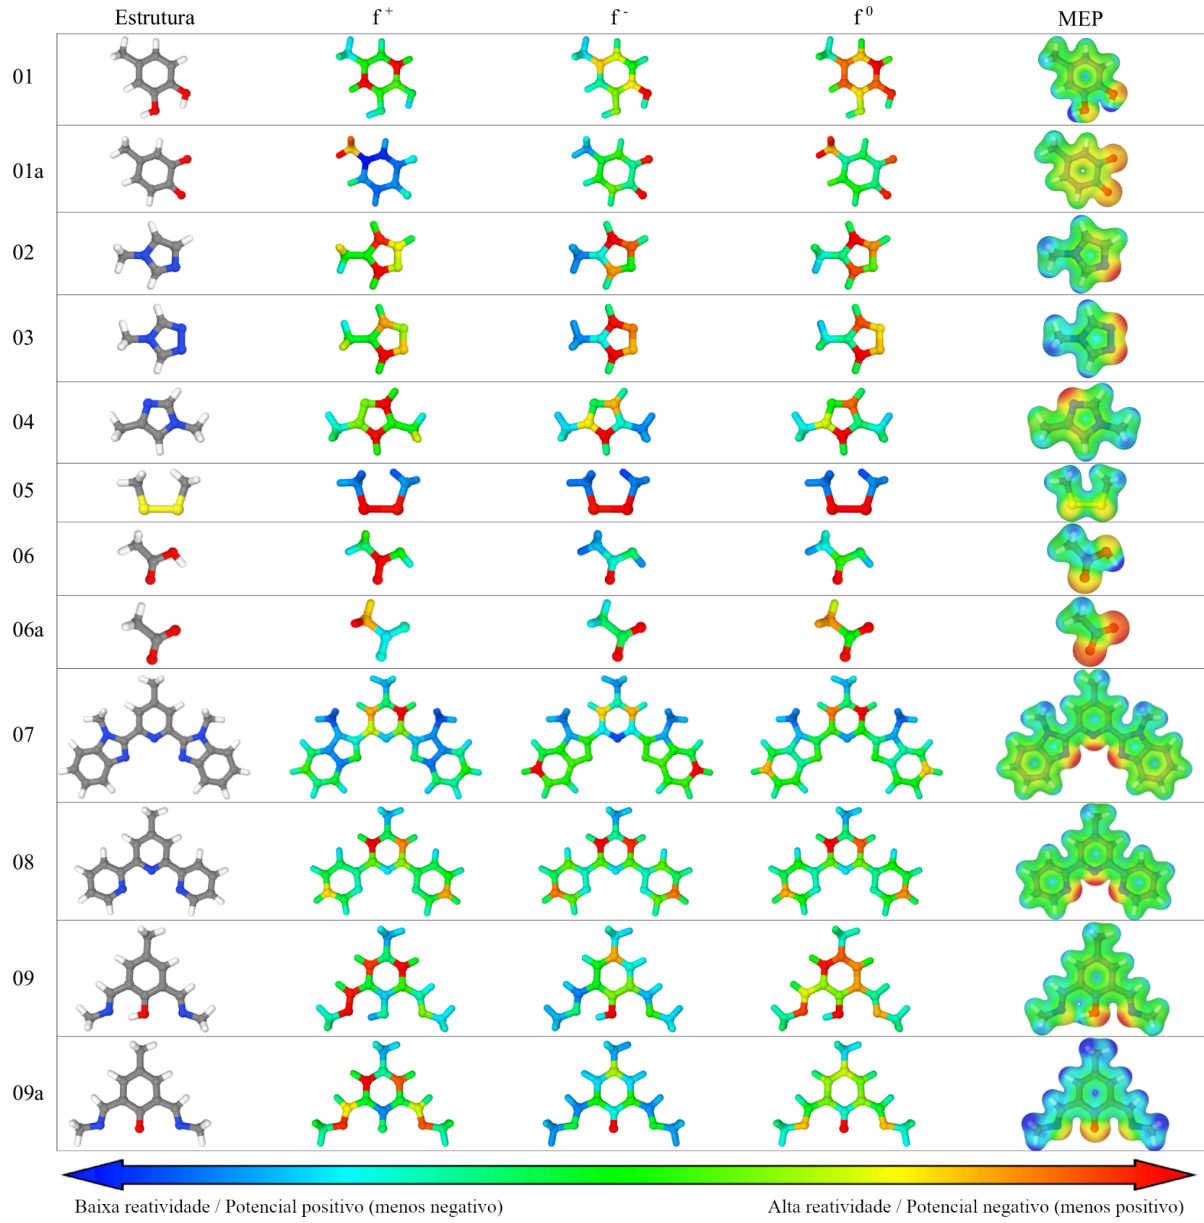 Estrutura f⁺ f⁻ f⁰ MEP
01
01a
02
03
04
05
06
06a
07
08
09
09a
Baixa reatividade / Potencial positivo (menos negativo) Alta reatividade / Potencial negativo (menos positivo)